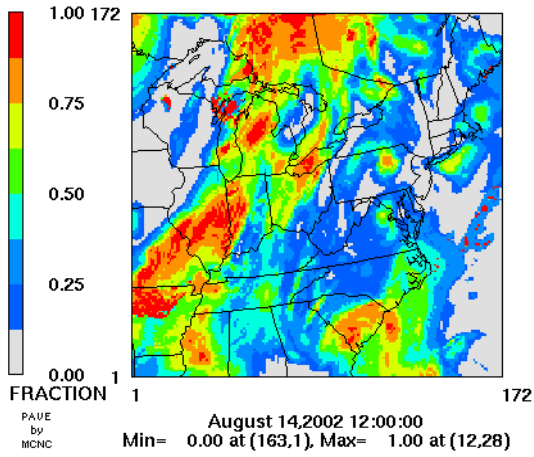 1.00 172
0.75
0.50
0.25
0.00 1
FRACTION 1 172
PAVE
by
MCNC
August 14,2002 12:00:00
Min= 0.00 at (163,1), Max= 1.00 at (12,28)